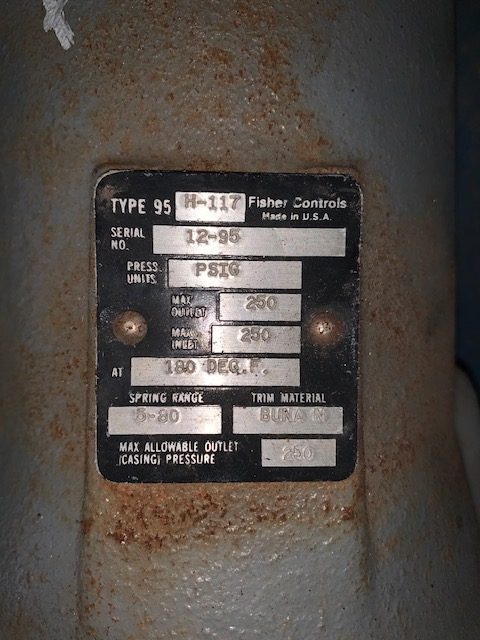 TYPE 95 H-117 Fisher Controls
Made in U.S.A.
SERIAL NO. 12-95
PRESS. UNITS PSIG
MAX OUTLET 250
MAX. INLET 250
AT 180 DEG.F.
SPRING RANGE TRIM MATERIAL
5-80 BUNA N
MAX ALLOWABLE OUTLET
(CASING) PRESSURE 250